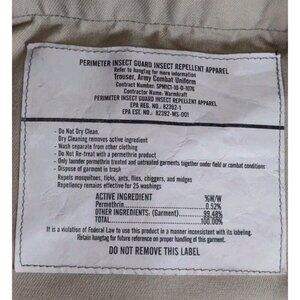 PERIMETER INSECT GUARD INSECT REPELLENT APPAREL
Refer to hangtag for more information
Trouser, Army Combat Uniform
Contract Number: SPM1C1-10-D-1076
Contractor Name: Warmkraft
PERIMETER INSECT GUARD INSECT REPELLENT APPAREL
EPA REG. NO.: 82392-1
EPA EST. NO.: 82392-MS-001
- Do Not Dry Clean.
Dry Cleaning removes active ingredient
- Wash separate from other clothing
- Do Not Re-treat with a permethrin product
- Only launder permethrin treated and untreated garments together under field or combat conditions
- Dispose of garment in trash
Repels mosquitoes, ticks, ants, flies, chiggers, and midges
Repellency remains effective for 25 washings
ACTIVE INGREDIENT %W/W
Permethrin 0.52%
OTHER INGREDIENTS: (Garment) 99.48%
TOTAL 100.00%
It is a violation of Federal Law to use this product in a manner inconsistent with its labeling.
Retain hangtag for future reference on proper handling of this garment.
DO NOT REMOVE THIS LABEL